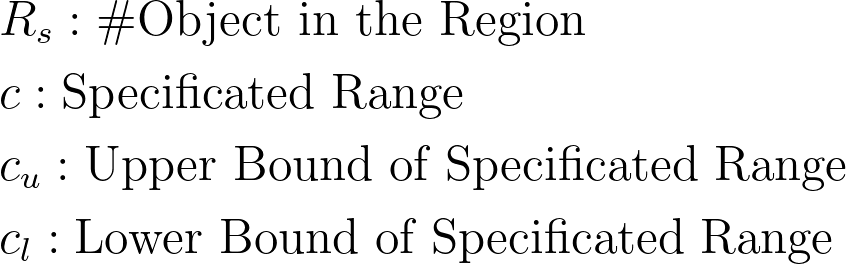 R_s : #Object in the Region
c : Specificated Range
c_u : Upper Bound of Specificated Range
c_l : Lower Bound of Specificated Range